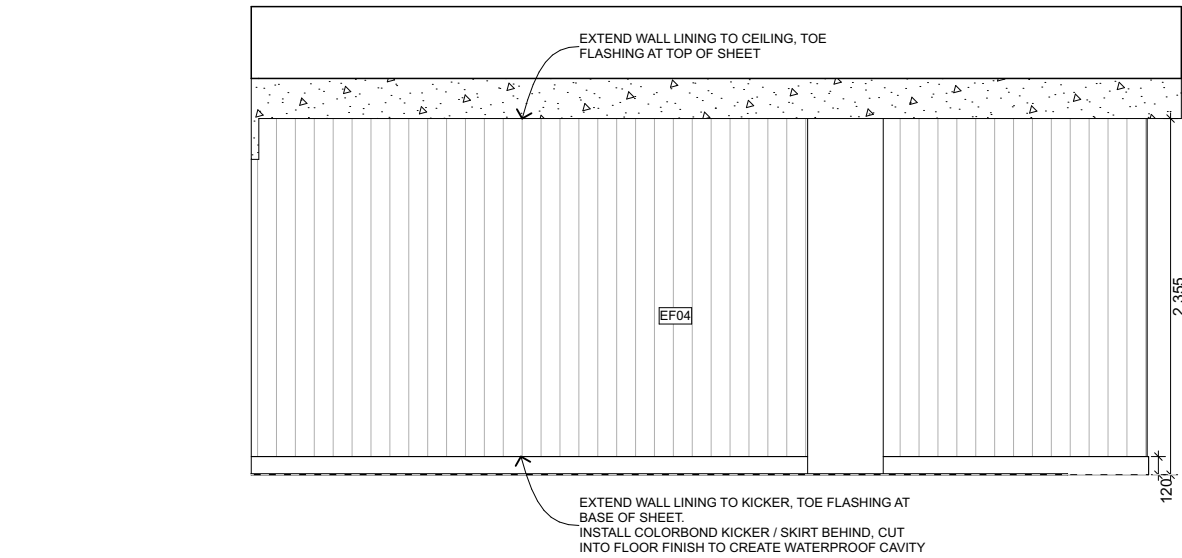 EXTEND WALL LINING TO CEILING, TOE
FLASHING AT TOP OF SHEET
EF04
2,355
120
EXTEND WALL LINING TO KICKER, TOE FLASHING AT
BASE OF SHEET.
INSTALL COLORBOND KICKER / SKIRT BEHIND, CUT
INTO FLOOR FINISH TO CREATE WATERPROOF CAVITY